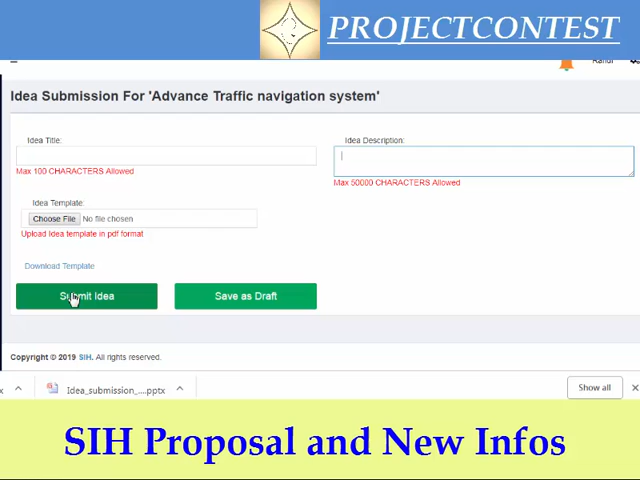 PROJECTCONTEST
Idea Submission For 'Advance Traffic navigation system'
Idea Title:
Idea Description:
Max 100 CHARACTERS Allowed
Max 50000 CHARACTERS Allowed
Idea Template:
Choose File No file chosen
Upload Idea template in pdf format
Download Template
Submit Idea
Save as Draft
Copyright © 2019 SIH. All rights reserved.
Idea_submission_....pptx
Show all
SIH Proposal and New Infos